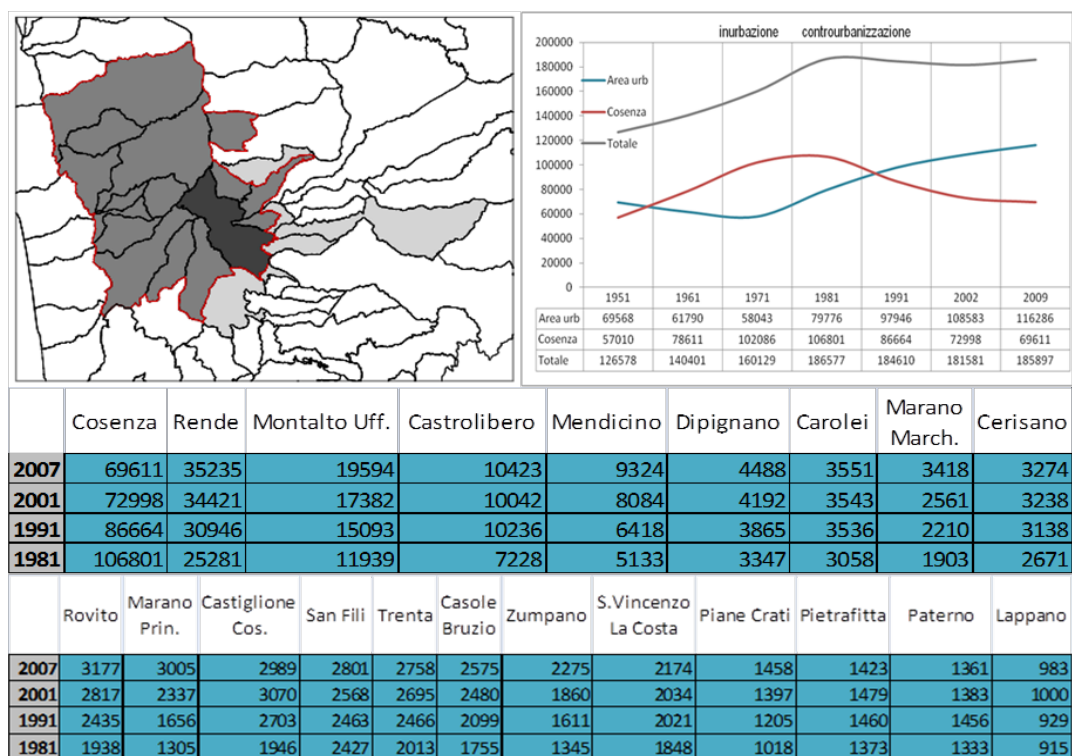 inurbazione controurbanizzazione
200000
180000
160000
140000
120000
100000
80000
60000
40000
20000
0
Area urb
Cosenza
Totale
1951 1961 1971 1981 1991 2002 2009
Area urb 69568 61790 58043 79776 97946 108583 116286
Cosenza 57010 78611 102086 106801 86664 72998 69611
Totale 126578 140401 160129 186577 184610 181581 185897
Cosenza Rende Montalto Uff. Castrolibero Mendicino Dipignano Carolei Marano March. Cerisano
2007 69611 35235 19594 10423 9324 4488 3551 3418 3274
2001 72998 34421 17382 10042 8084 4192 3543 2561 3238
1991 86664 30946 15093 10236 6418 3865 3536 2210 3138
1981 106801 25281 11939 7228 5133 3347 3058 1903 2671
Rovito Marano Prin. Castiglione Cos. San Fili Trenta Casole Bruzio Zumpano S.Vincenzo La Costa Piane Crati Pietrafitta Paterno Lappano
2007 3177 3005 2989 2801 2758 2575 2275 2174 1458 1423 1361 983
2001 2817 2337 3070 2568 2695 2480 1860 2034 1397 1479 1383 1000
1991 2435 1656 2703 2463 2466 2099 1611 2021 1205 1460 1456 929
1981 1938 1305 1946 2427 2013 1755 1345 1848 1018 1373 1333 915